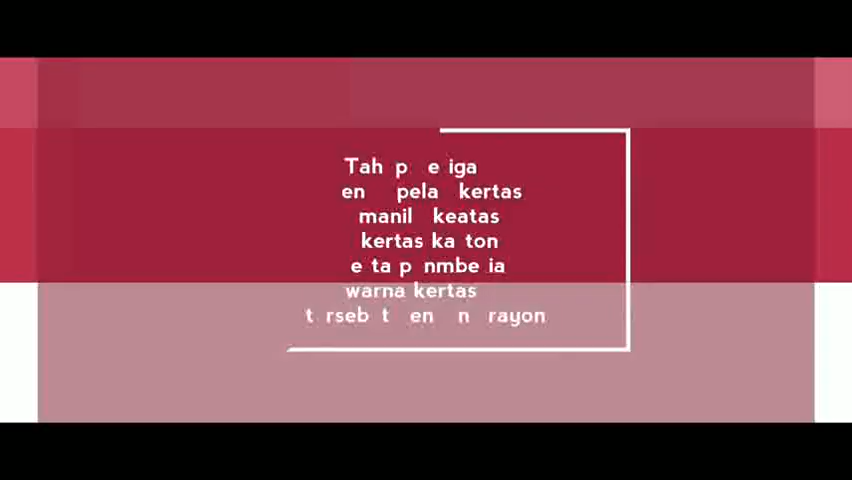 Tah p e iga
en pela kertas
manil keatas
kertas ka ton
e ta p nmbe ia
warna kertas
t rseb t en n rayon